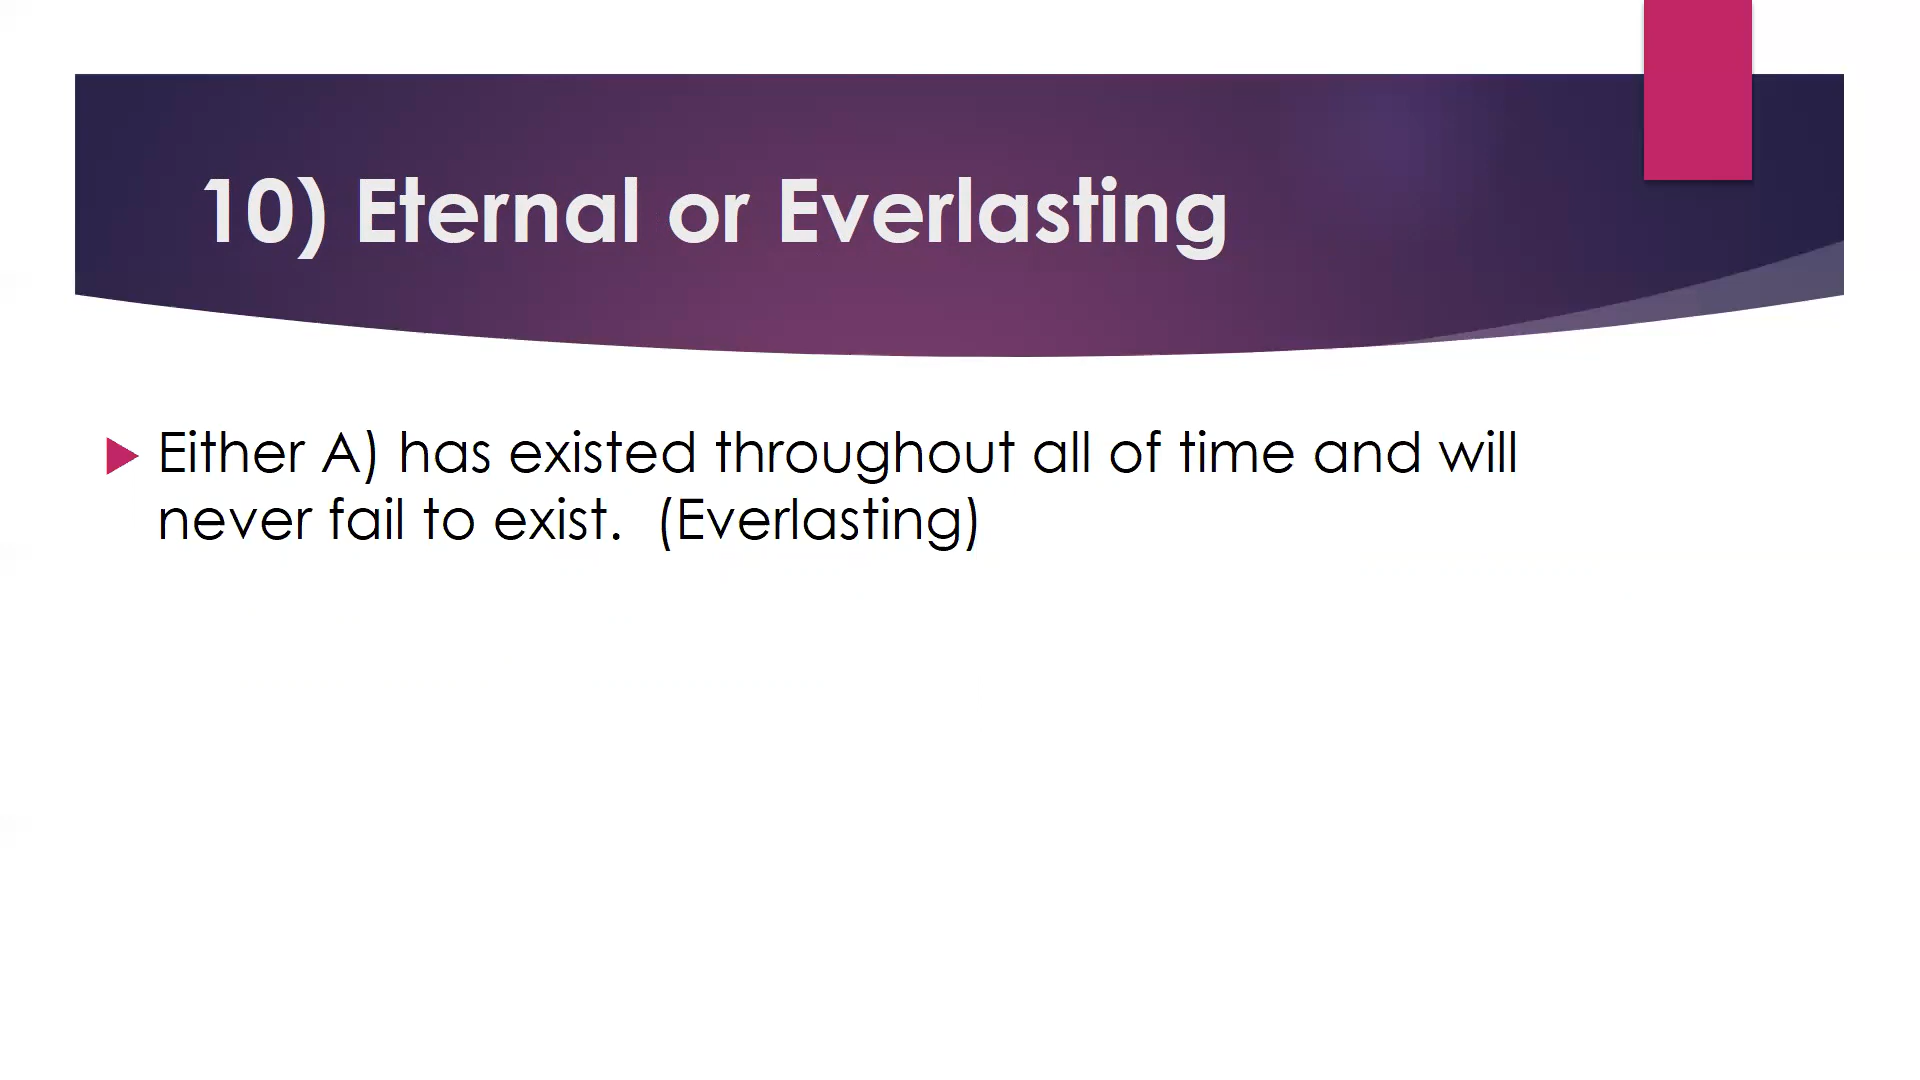 10) Eternal or Everlasting
Either A) has existed throughout all of time and will
never fail to exist.  (Everlasting)